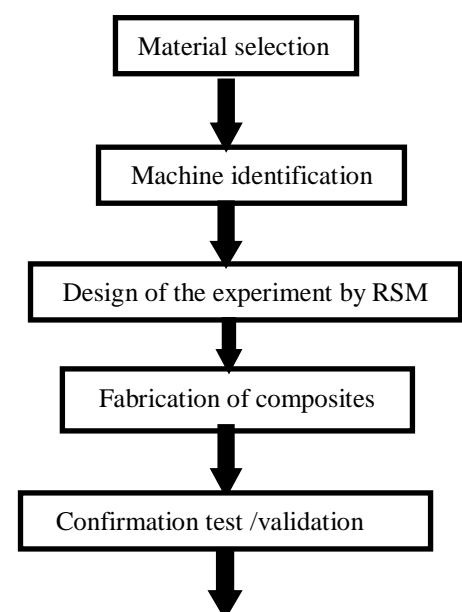 Material selection
Machine identification
Design of the experiment by RSM
Fabrication of composites
Confirmation test /validation